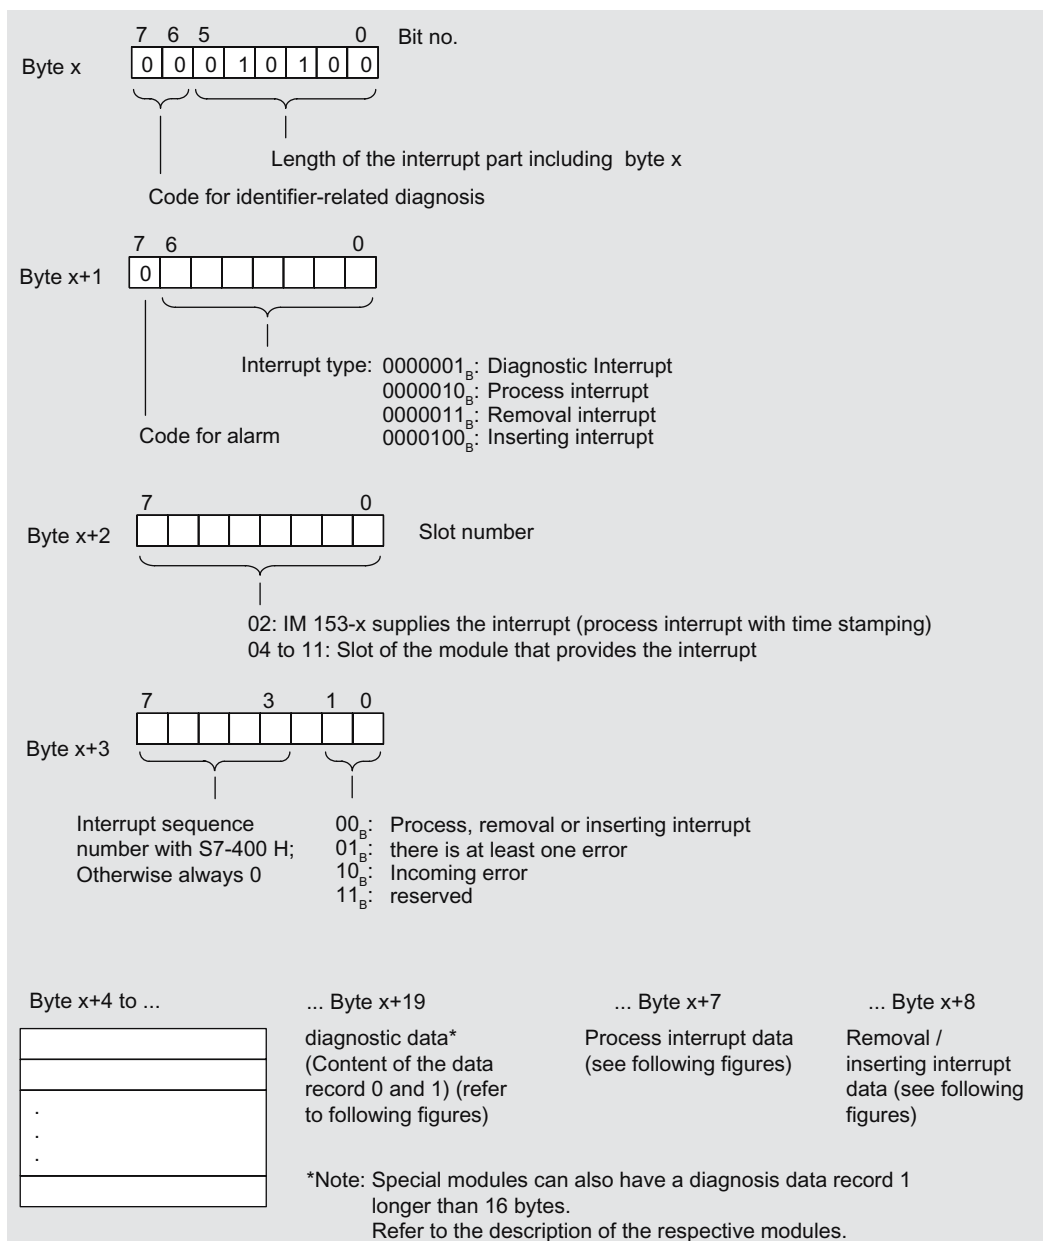 7 6 5 0 Bit no.
Byte x 0 0 0 1 0 1 0 0
Length of the interrupt part including byte x
Code for identifier-related diagnosis
7 6 0
Byte x+1 0
Interrupt type: 0000001B: Diagnostic Interrupt
0000010B: Process interrupt
0000011B: Removal interrupt
Code for alarm 0000100B: Inserting interrupt
7 0
Byte x+2 Slot number
02: IM 153-x supplies the interrupt (process interrupt with time stamping)
04 to 11: Slot of the module that provides the interrupt
7 3 1 0
Byte x+3
Interrupt sequence
number with S7-400 H;
Otherwise always 0
00B: Process, removal or inserting interrupt
01B: there is at least one error
10B: Incoming error
11B: reserved
Byte x+4 to ... ... Byte x+19 ... Byte x+7 ... Byte x+8
diagnostic data*
(Content of the data
record 0 and 1) (refer
to following figures)
Process interrupt data
(see following figures)
Removal /
inserting interrupt
data (see following
figures)
.
.
.
*Note: Special modules can also have a diagnosis data record 1
longer than 16 bytes.
Refer to the description of the respective modules.